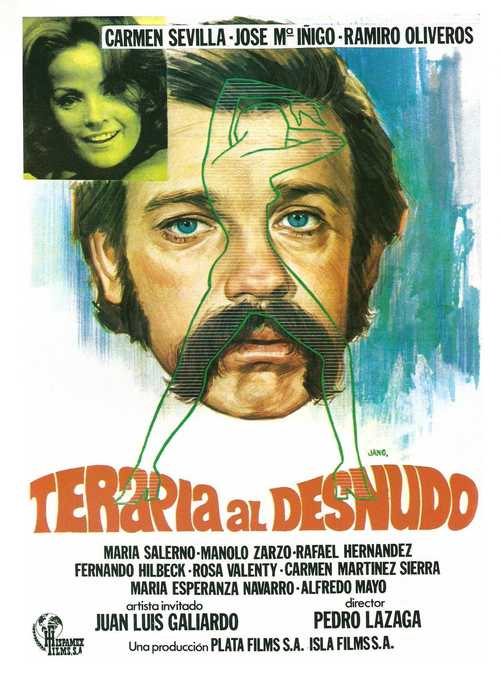 CARMEN SEVILLA · JOSE Mª IÑIGO · RAMIRO OLIVEROS
JANO.
TERAPIA AL DESNUDO
MARIA SALERNO · MANOLO ZARZO · RAFAEL HERNANDEZ
FERNANDO HILBECK · ROSA VALENTY · CARMEN MARTINEZ SIERRA
MARIA ESPERANZA NAVARRO · ALFREDO MAYO
artista invitado
JUAN LUIS GALIARDO
director
PEDRO LAZAGA
Una producción PLATA FILMS S.A. ISLA FILMS S.A.
HISPAMEX
FILMS, S.A